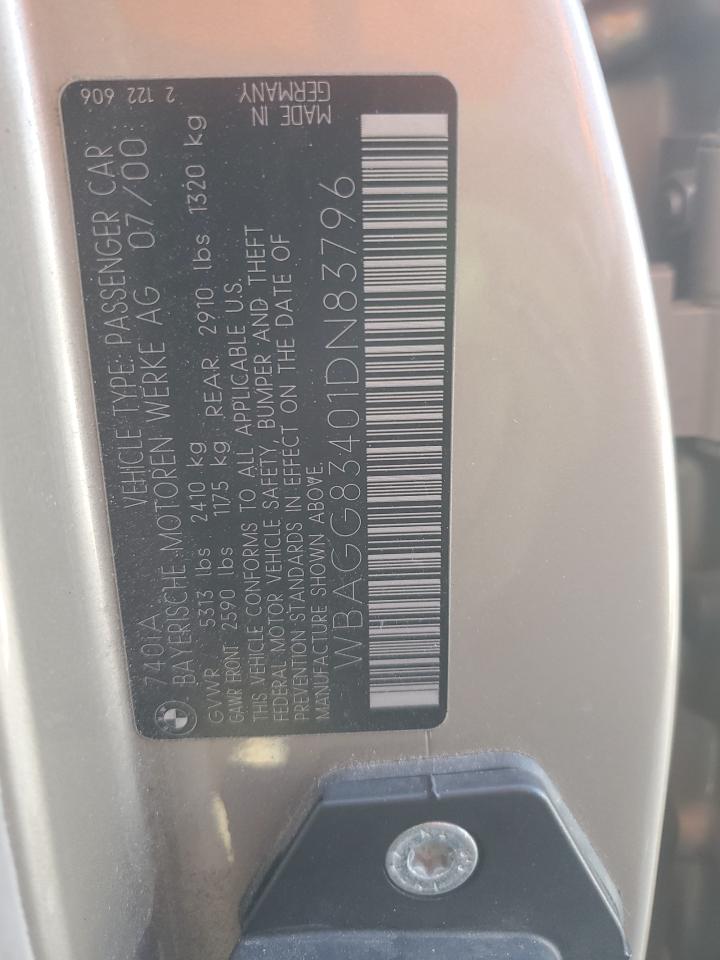 740iA VEHICLE TYPE: PASSENGER CAR 2 122 606
BAYERISCHE MOTOREN WERKE AG 07/00
GVWR 5313 lbs 2410 kg
GAWR FRONT 2590 lbs 1175 kg, REAR 2910 lbs 1320 kg
THIS VEHICLE CONFORMS TO ALL APPLICABLE U.S.
FEDERAL MOTOR VEHICLE SAFETY, BUMPER AND THEFT
PREVENTION STANDARDS IN EFFECT ON THE DATE OF
MANUFACTURE SHOWN ABOVE.
MADE IN
GERMANY
WBAGG83401DN83796